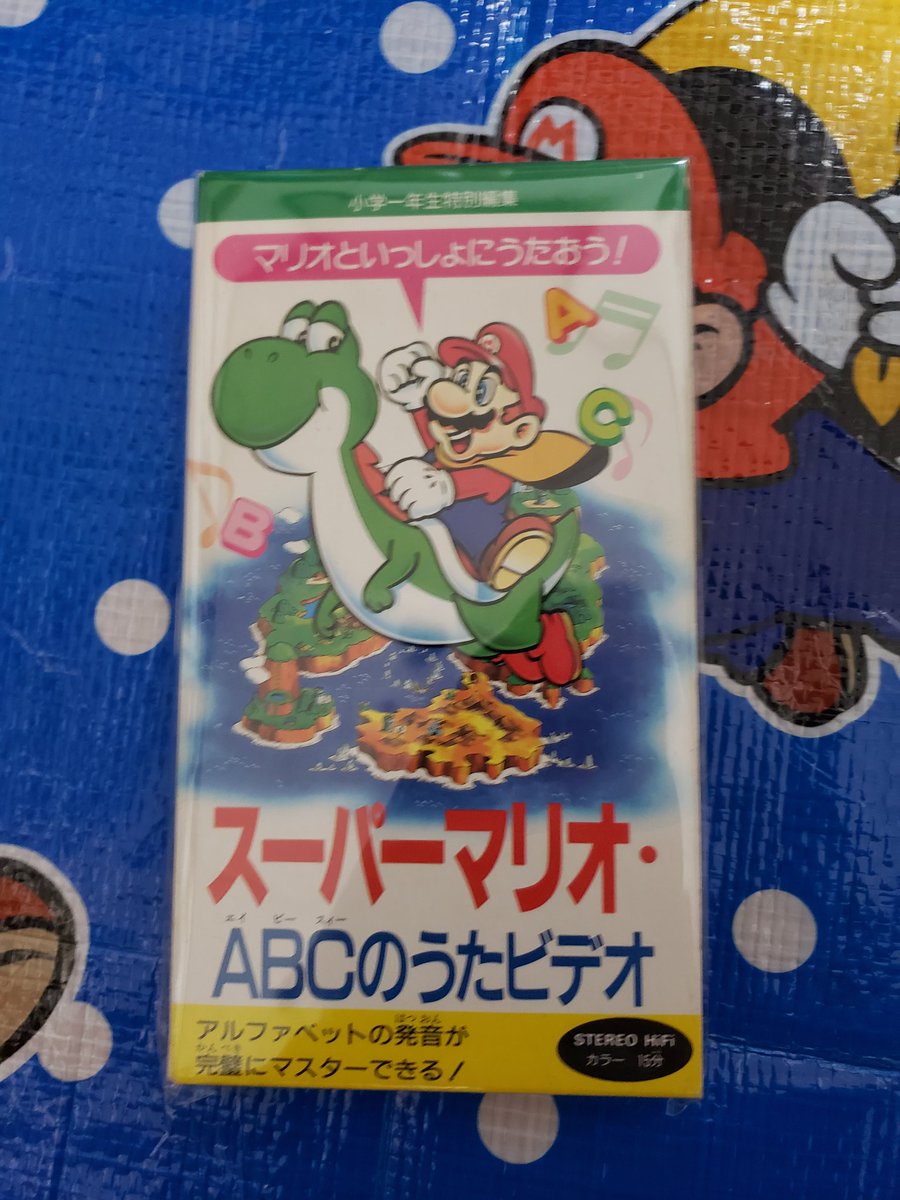 小学一年生特別編集
マリオといっしょにうたおう!
A
C
B
M
M
スーパーマリオ・
エイ ビー スィー
ABCのうたビデオ
はつおん
アルファベットの発音が
かんぺき
完璧にマスターできる!
STEREO HiFi
カラー 15分